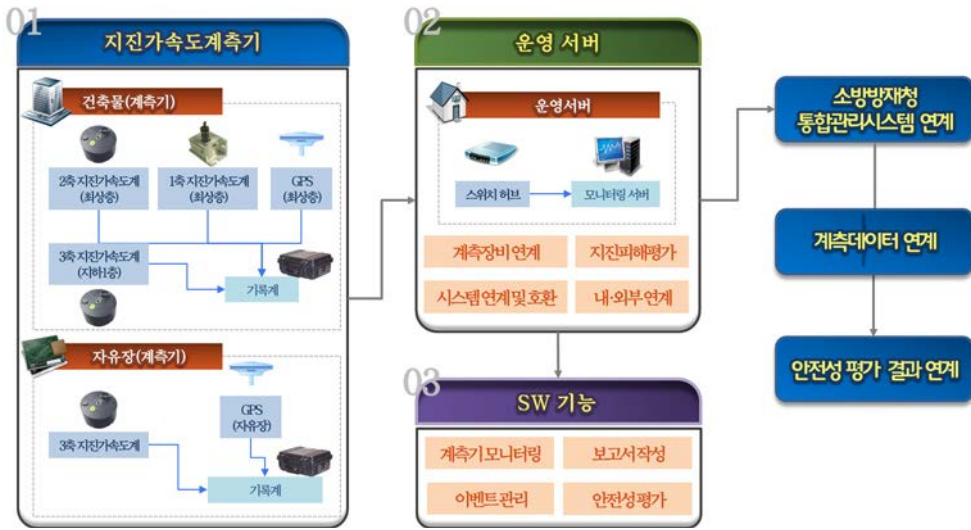 01
지진가속도계측기
건축물(계측기)
2축 지진가속도계
(최상층)
1축 지진가속도계
(최상층)
GPS
(최상층)
3축 지진가속도계
(지하1층)
기록계
자유장(계측기)
3축 지진가속도계
GPS
(자유장)
기록계
02
운영 서버
운영서버
스위치 허브
모니터링 서버
계측장비 연계
지진피해평가
시스템 연계 및 호환
내·외부 연계
03
SW 기능
계측기 모니터링
보고서 작성
이벤트 관리
안전성 평가
소방방재청
통합관리시스템 연계
계측데이터 연계
안전성 평가 결과 연계